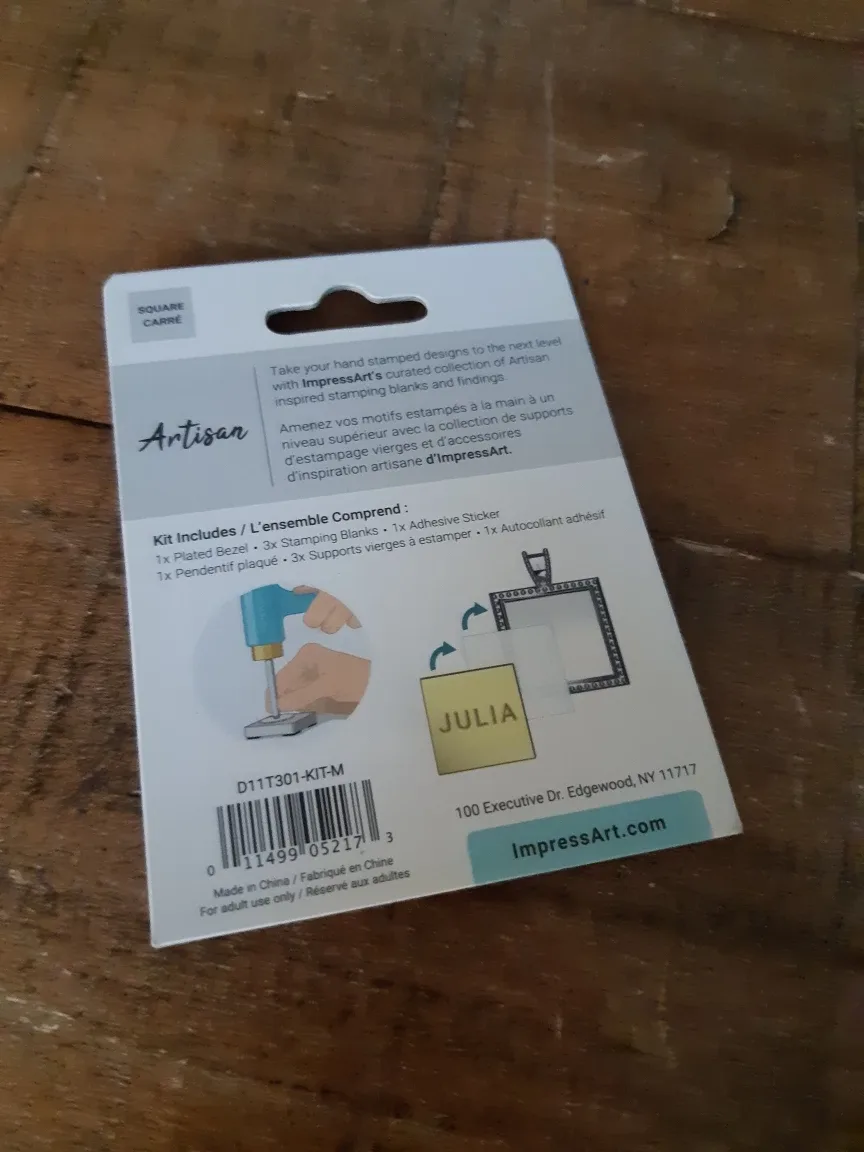 SQUARE
CARRÉ
Artisan
Take your hand stamped designs to the next level
with ImpressArt's curated collection of Artisan
inspired stamping blanks and findings.
Amenez vos motifs estampés à la main à un
niveau supérieur avec la collection de supports
d'estampage vierges et d'accessoires
d'inspiration artisane d'ImpressArt.
Kit Includes / L'ensemble Comprend :
1x Plated Bezel • 3x Stamping Blanks • 1x Adhesive Sticker
1x Pendentif plaqué • 3x Supports vierges à estamper • 1x Autocollant adhésif
JULIA
D11T301-KIT-M
0 11499 05217 3
Made in China / Fabriqué en Chine
For adult use only / Réservé aux adultes
100 Executive Dr. Edgewood, NY 11717
ImpressArt.com